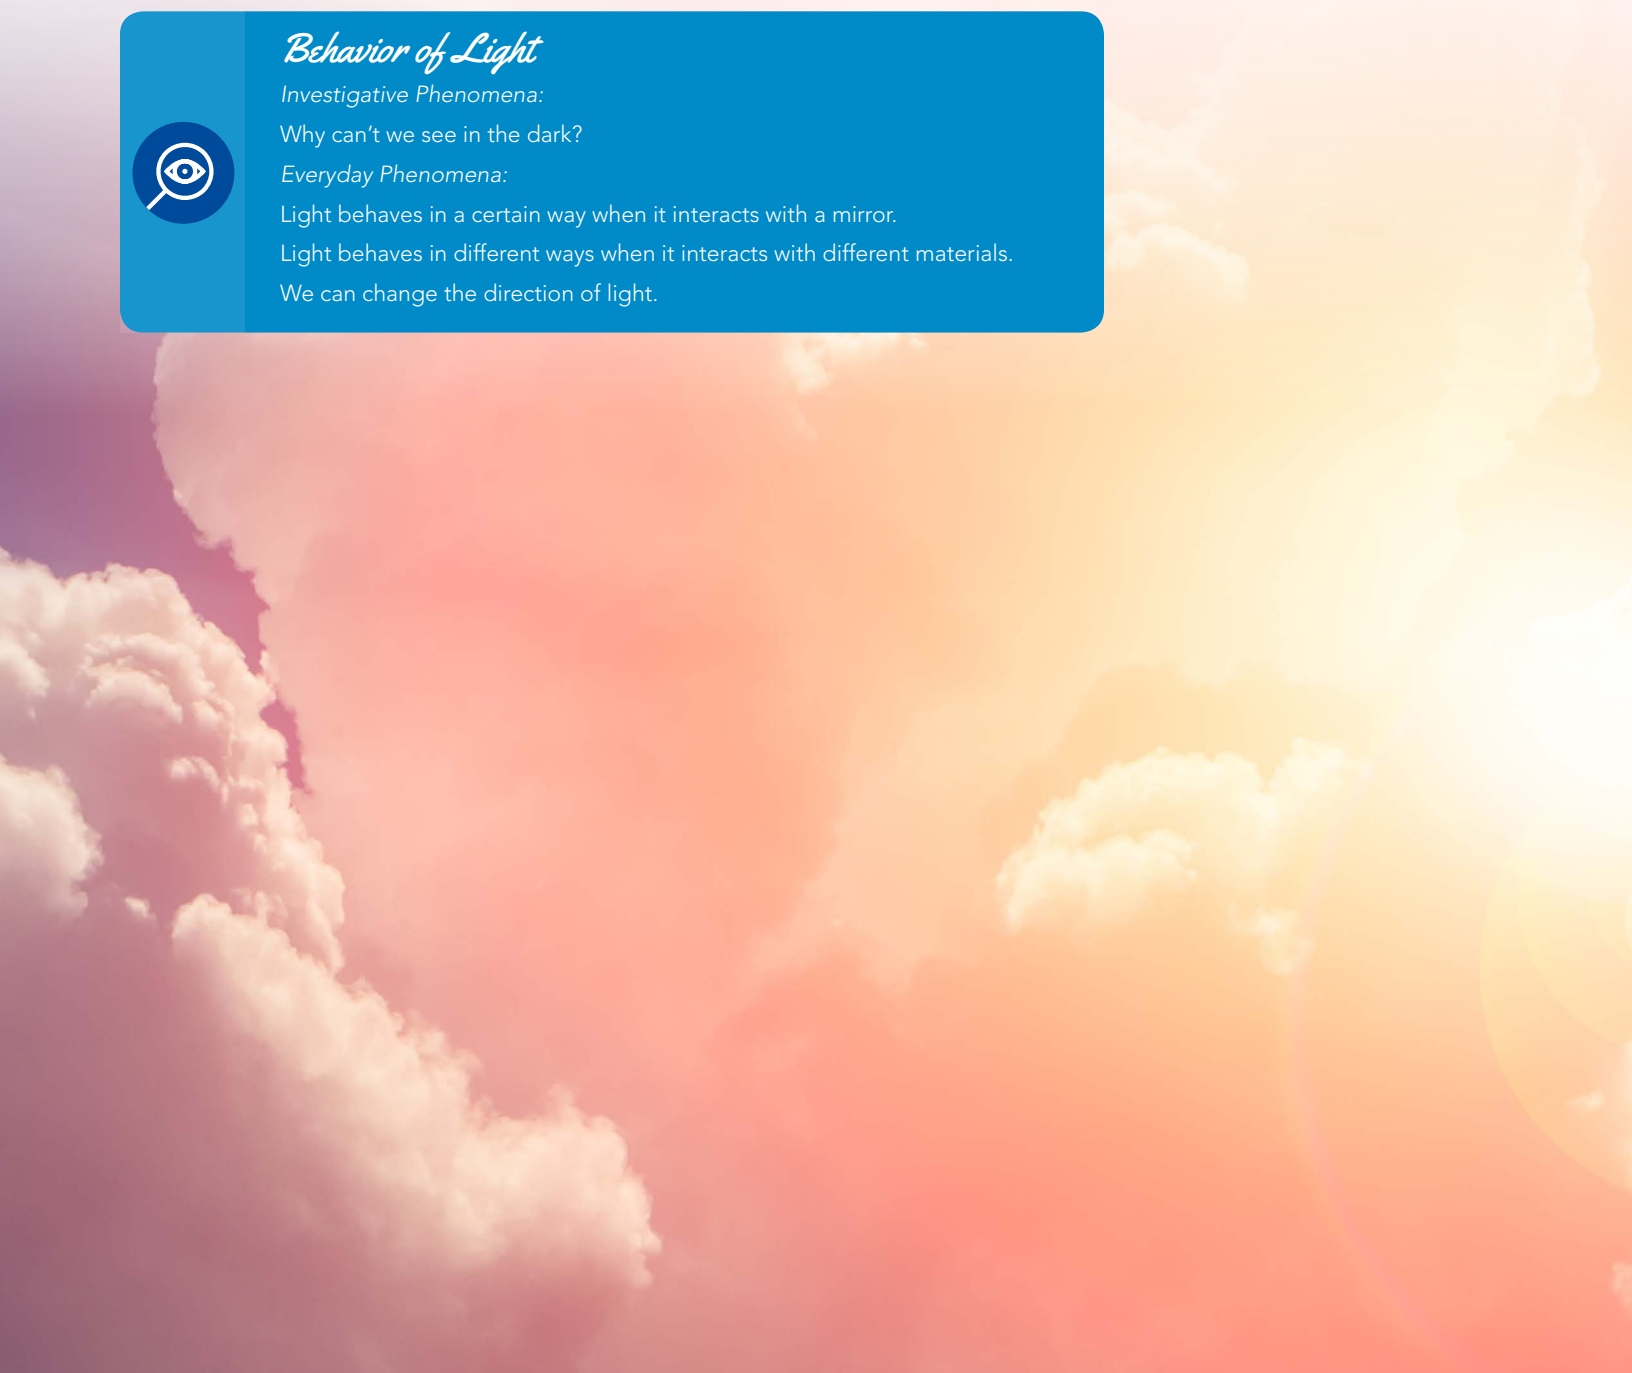 Behavior of Light
Investigative Phenomena:
Why can't we see in the dark?
Everyday Phenomena:
Light behaves in a certain way when it interacts with a mirror.
Light behaves in different ways when it interacts with different materials.
We can change the direction of light.